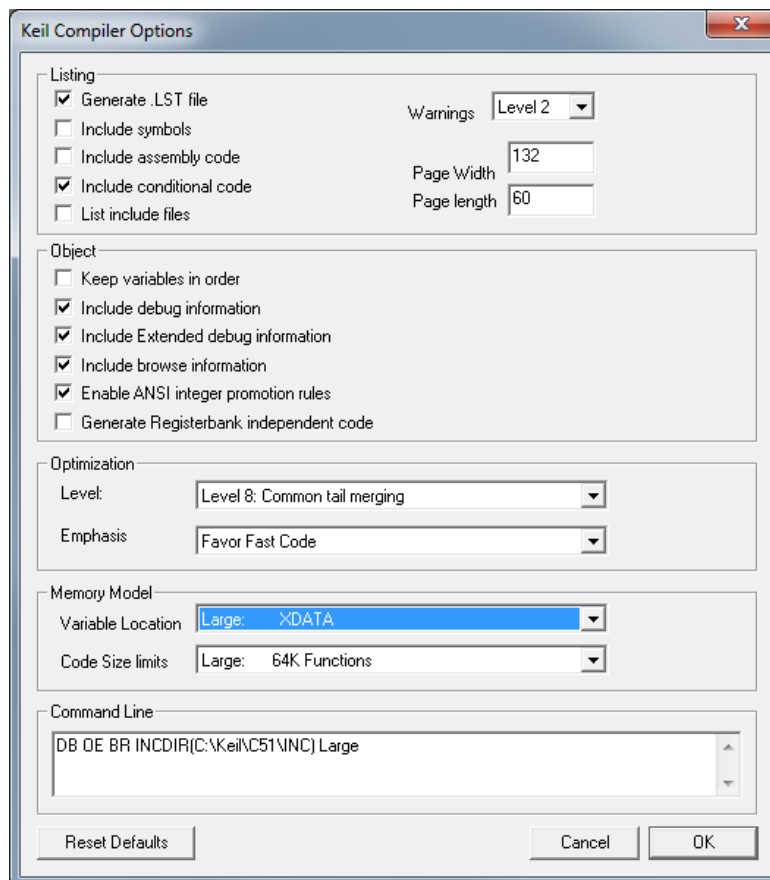 Keil Compiler Options
Listing
Generate .LST file
Include symbols
Include assembly code
Include conditional code
List include files
Warnings Level 2
Page Width 132
Page length 60
Object
Keep variables in order
Include debug information
Include Extended debug information
Include browse information
Enable ANSI integer promotion rules
Generate Registerbank independent code
Optimization
Level: Level 8: Common tail merging
Emphasis Favor Fast Code
Memory Model
Variable Location Large: XDATA
Code Size limits Large: 64K Functions
Command Line
DB OE BR INCDIR(C:\Keil\C51\INC) Large
Reset Defaults Cancel OK